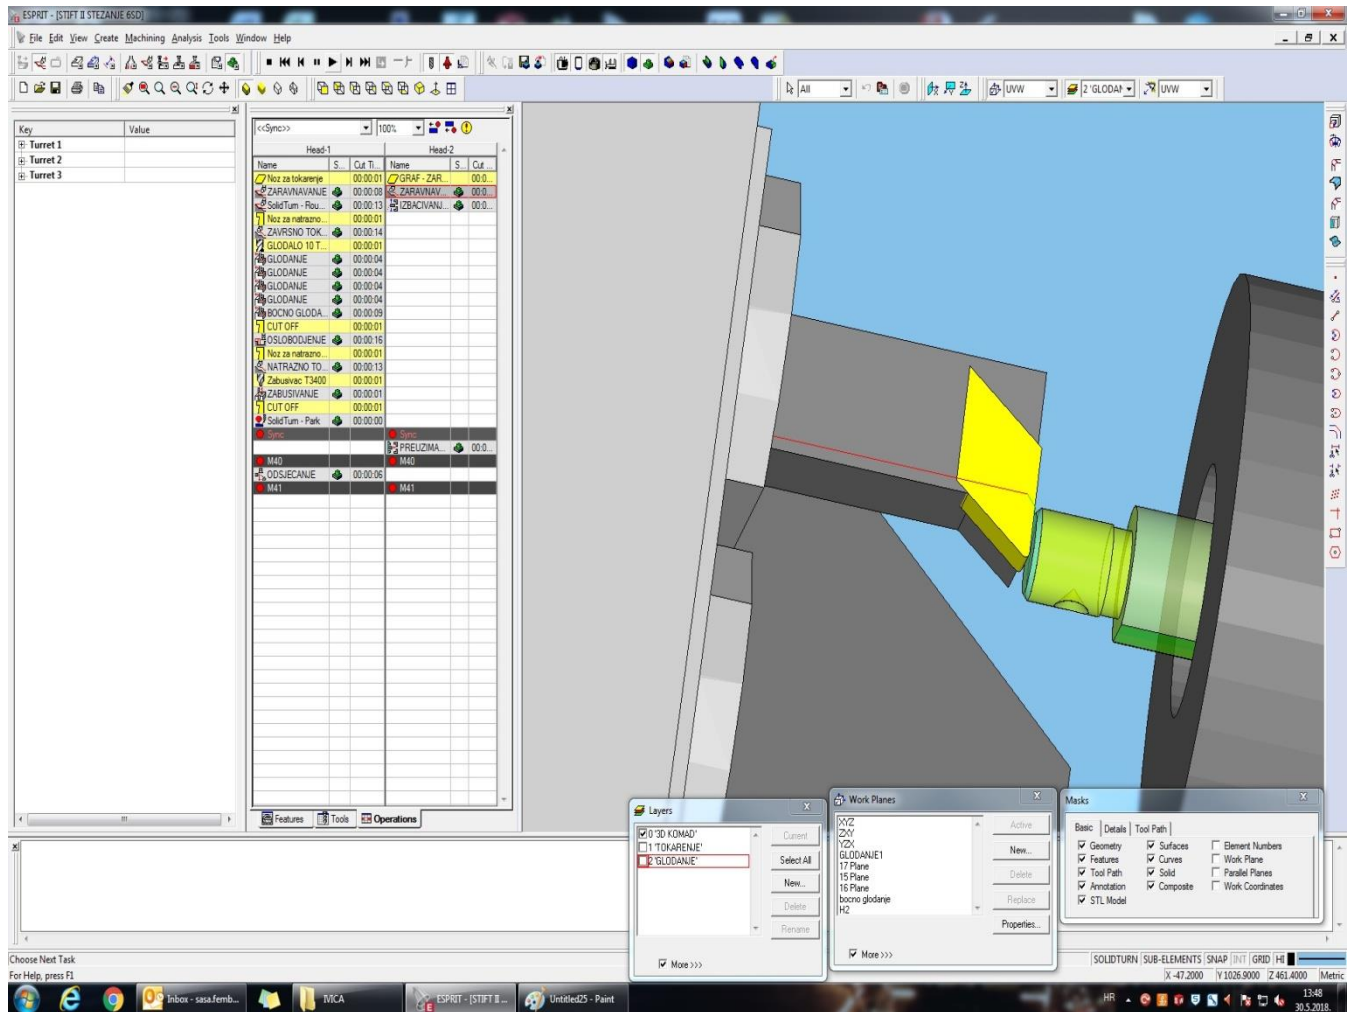 ESPRIT - [STIFT II STEZANJE 6SD]
File Edit View Create Machining Analysis Tools Window Help
All
UVW
2 'GLODAN
UVW
Key Value
Turret 1
Turret 2
Turret 3
<<Sync>> 100%
Head-1 Head-2
Name S... Cut Ti... Name S... Cut ...
Noz za tokarenje 00:00:01 GRAF - ZAR... 00:0...
ZARAVNAVANJE 00:00:08 ZARAVNAV... 00:0...
SolidTurn - Rou... 00:00:13 IZBACIVANJ... 00:0...
Noz za natrazno... 00:00:01
ZAVRSNO TOK... 00:00:14
GLODALO 10 T... 00:00:01
GLODANJE 00:00:04
GLODANJE 00:00:04
GLODANJE 00:00:04
GLODANJE 00:00:04
BOCNO GLODA... 00:00:09
CUT OFF 00:00:01
OSLOBODJENJE 00:00:16
Noz za natrazno... 00:00:01
NATRAZNO TO... 00:00:13
Zabusivac T3400 00:00:01
ZABUSIVANJE 00:00:01
CUT OFF 00:00:01
SolidTurn - Park 00:00:00
Sync Sync
PREUZIMA... 00:0...
M40 M40
ODSJECANJE 00:00:06
M41 M41
Features Tools Operations
Layers
0 '3D KOMAD'
1 'TOKARENJE'
2 'GLODANJE'
Current
Select All
New...
Delete
Rename
More >>>
Work Planes
XYZ
ZXY
YZX
GLODANJE1
17 Plane
15 Plane
16 Plane
bocno glodanje
H2
Active
New...
Delete
Replace
Properties...
More >>>
Masks
Basic Details Tool Path
Geometry Surfaces Element Numbers
Features Curves Work Plane
Tool Path Solid Parallel Planes
Annotation Composite Work Coordinates
STL Model
Choose Next Task
SOLIDTURN SUB-ELEMENTS SNAP INT GRID HI
For Help, press F1
X -47.2000 Y 1026.9000 Z 461.4000 Metric
Inbox - sasa.femb...
IVICA
ESPRIT - [STIFT II ...
Untitled25 - Paint
HR
13:48
30.5.2018.